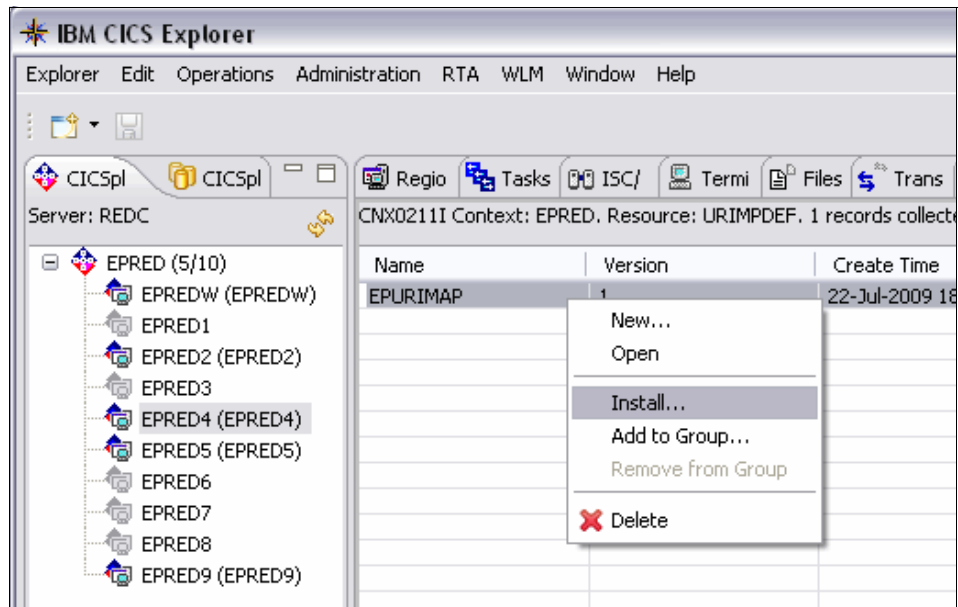 IBM CICS Explorer
Explorer Edit Operations Administration RTA WLM Window Help
CICSpl CICSpl Regio Tasks ISC/ Termi Files Trans
Server: REDC
CNX0211I Context: EPRED. Resource: URIMPDEF. 1 records collecte
EPRED (5/10)
EPREDW (EPREDW)
EPRED1
EPRED2 (EPRED2)
EPRED3
EPRED4 (EPRED4)
EPRED5 (EPRED5)
EPRED6
EPRED7
EPRED8
EPRED9 (EPRED9)
Name Version Create Time
EPURIMAP 1 22-Jul-2009 18
New...
Open
Install...
Add to Group...
Remove from Group
Delete